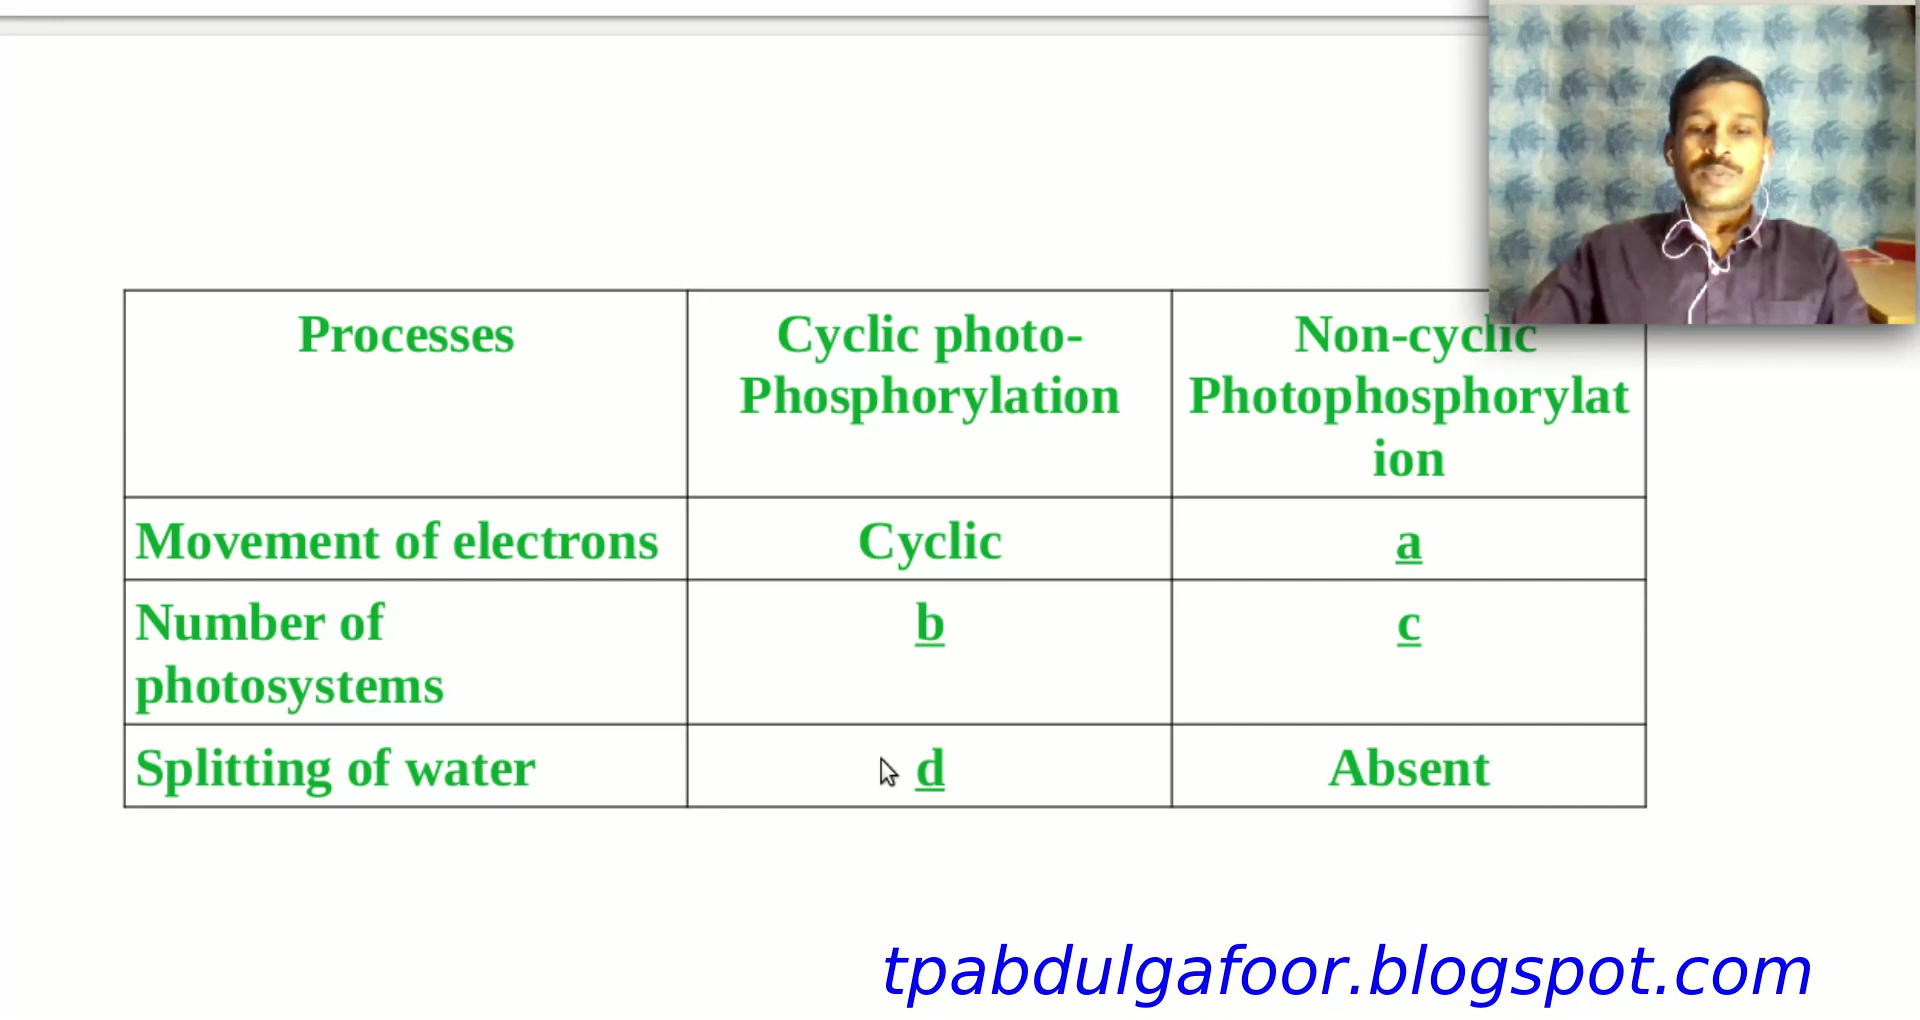 Processes
Cyclic photo-
Phosphorylation
Non-cyclic
Photophosphorylat
ion
Movement of electrons
Cyclic
a
Number of
photosystems
b
c
Splitting of water
d
Absent
tpabdulgafoor.blogspot.com